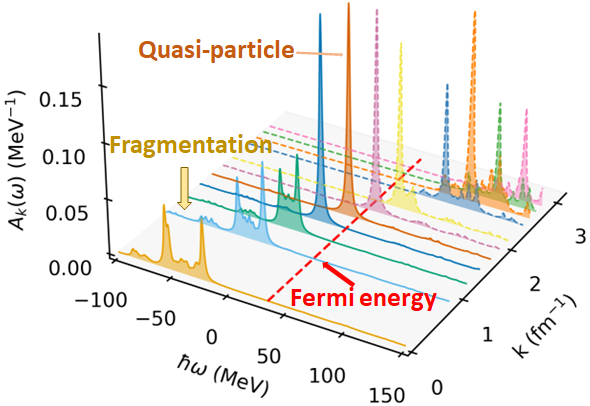 Quasi-particle
Fragmentation
Fermi energy
A_k(ω) (MeV⁻¹)
0.15
0.10
0.05
0.00
−100
−50
0
50
100
150
ℏω (MeV)
0
1
2
3
k (fm⁻¹)